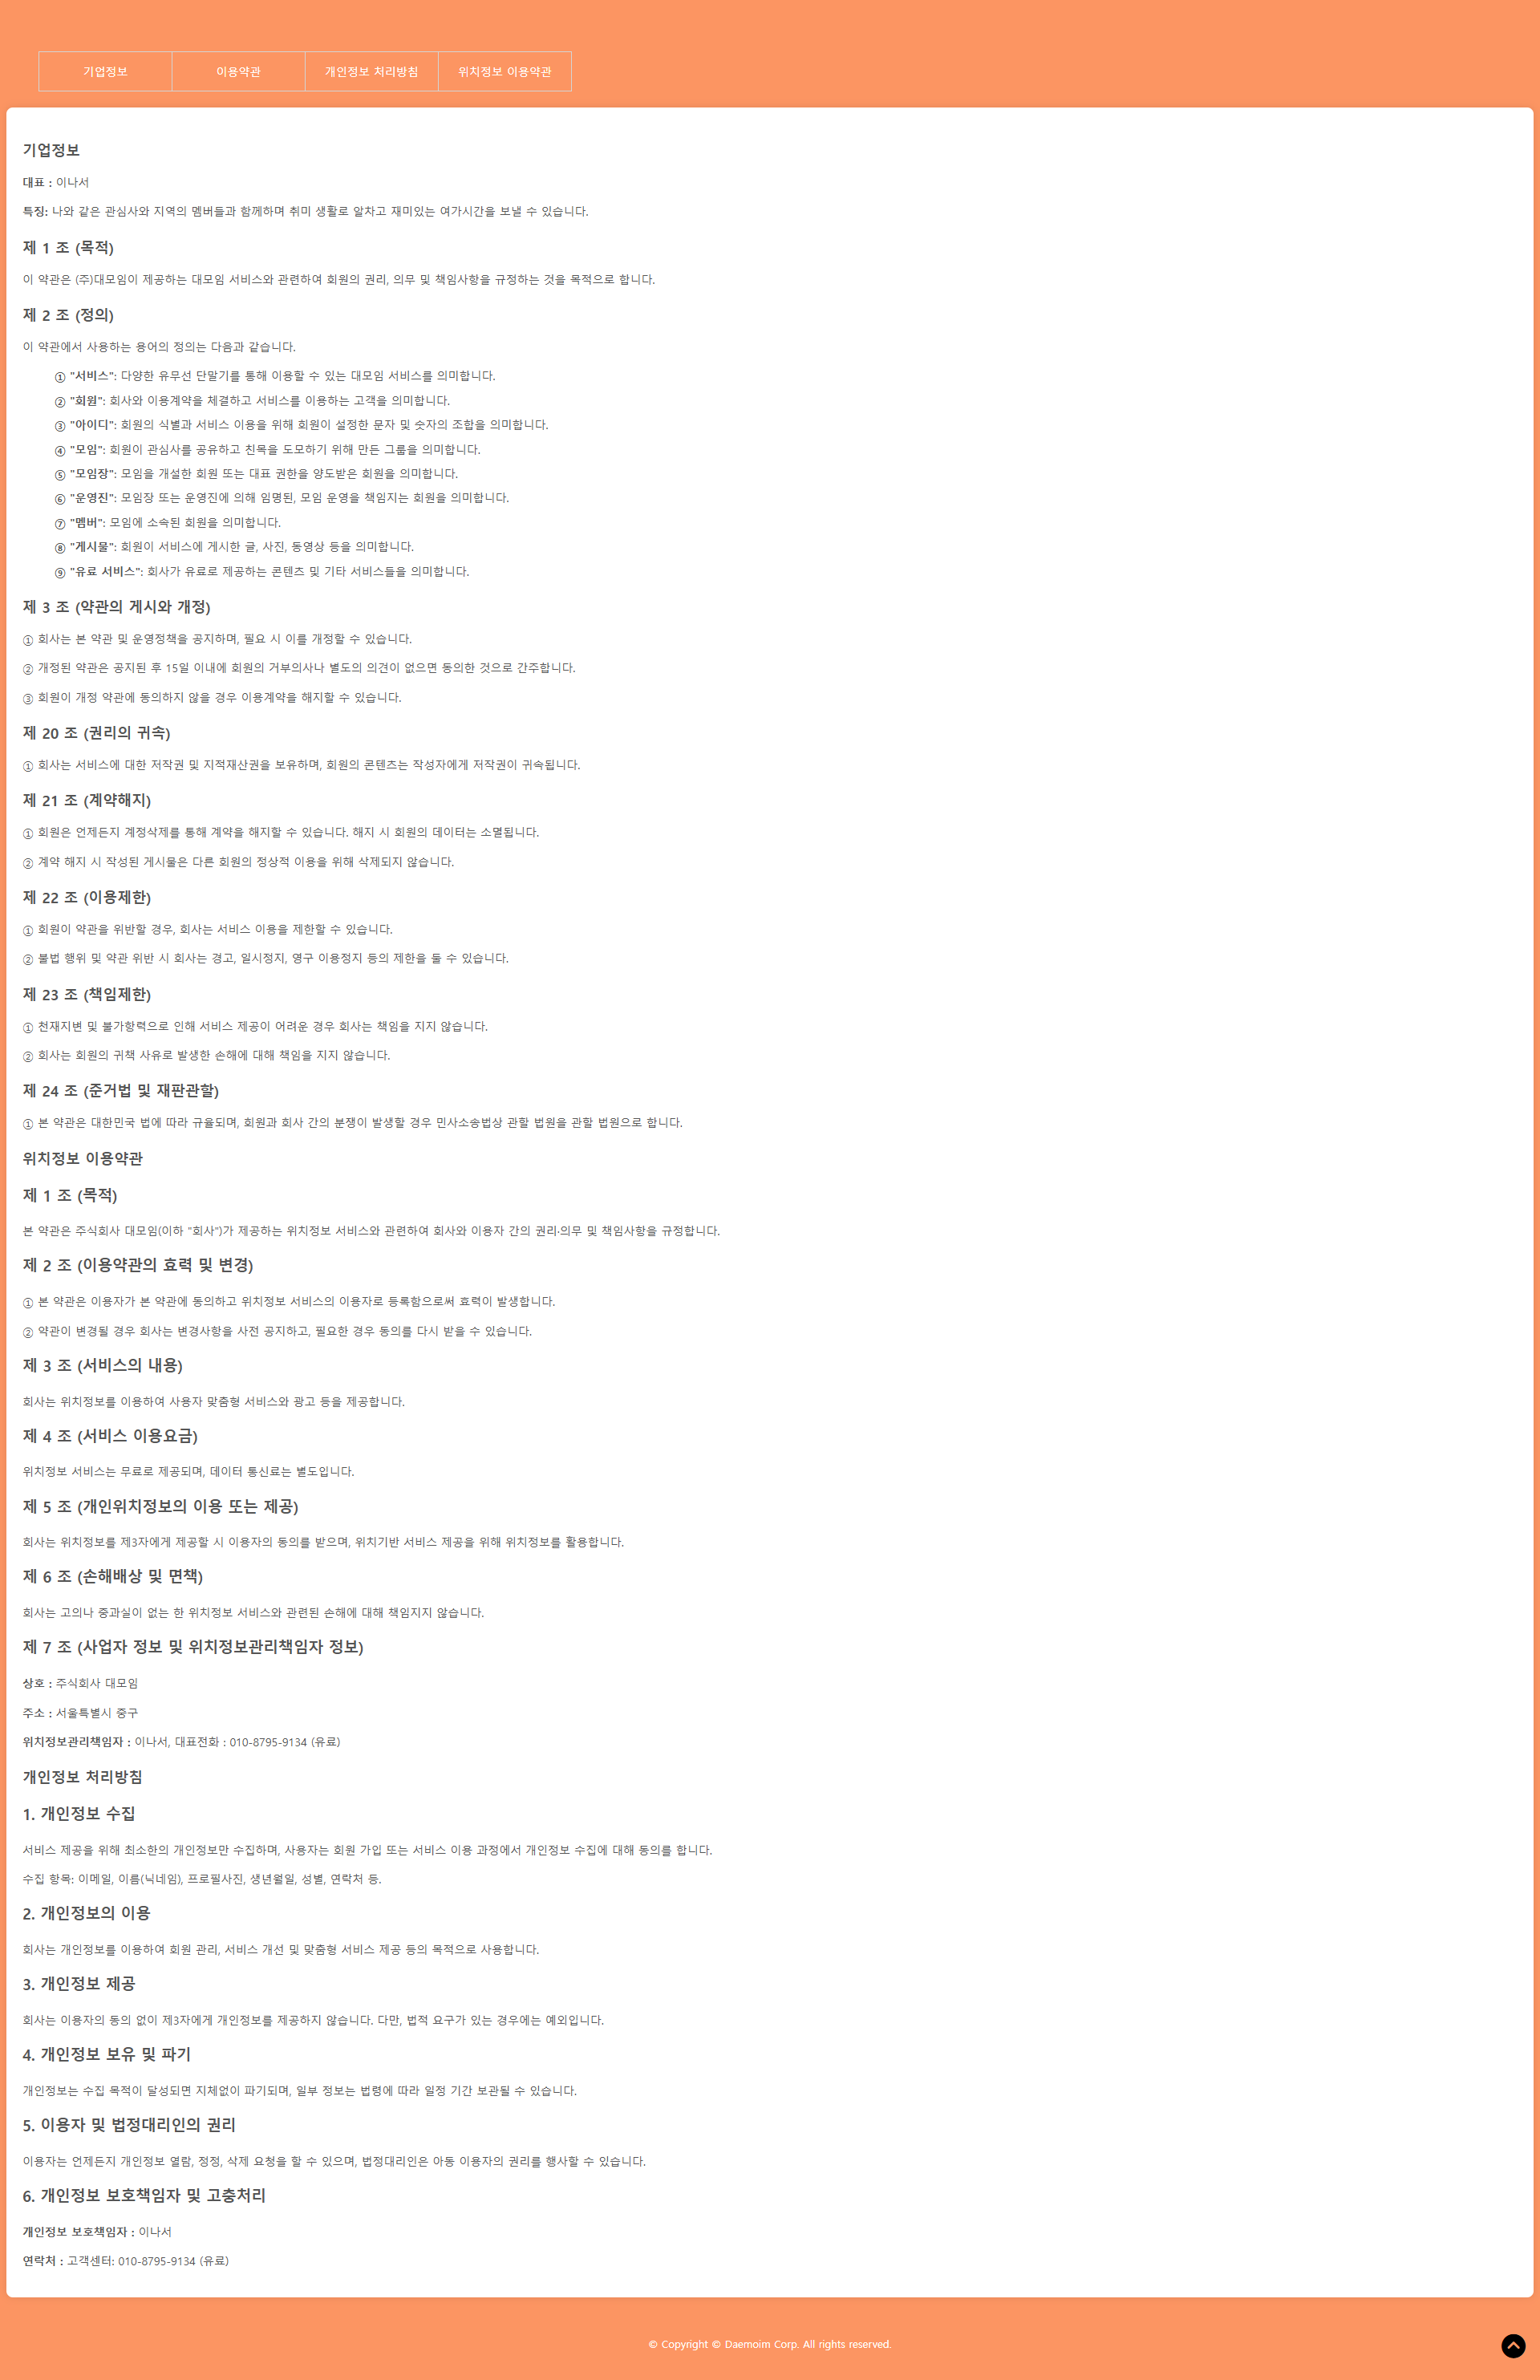 기업정보
이용약관
개인정보 처리방침
위치정보 이용약관
기업정보
대표 : 이나서
특징: 나와 같은 관심사와 지역의 멤버들과 함께하며 취미 생활로 알차고 재미있는 여가시간을 보낼 수 있습니다.
제 1 조 (목적)
이 약관은 (주)대모임이 제공하는 대모임 서비스와 관련하여 회원의 권리, 의무 및 책임사항을 규정하는 것을 목적으로 합니다.
제 2 조 (정의)
이 약관에서 사용하는 용어의 정의는 다음과 같습니다.
① "서비스": 다양한 유무선 단말기를 통해 이용할 수 있는 대모임 서비스를 의미합니다.
② "회원": 회사와 이용계약을 체결하고 서비스를 이용하는 고객을 의미합니다.
③ "아이디": 회원의 식별과 서비스 이용을 위해 회원이 설정한 문자 및 숫자의 조합을 의미합니다.
④ "모임": 회원이 관심사를 공유하고 친목을 도모하기 위해 만든 그룹을 의미합니다.
⑤ "모임장": 모임을 개설한 회원 또는 대표 권한을 양도받은 회원을 의미합니다.
⑥ "운영진": 모임장 또는 운영진에 의해 임명된, 모임 운영을 책임지는 회원을 의미합니다.
⑦ "멤버": 모임에 소속된 회원을 의미합니다.
⑧ "게시물": 회원이 서비스에 게시한 글, 사진, 동영상 등을 의미합니다.
⑨ "유료 서비스": 회사가 유료로 제공하는 콘텐츠 및 기타 서비스들을 의미합니다.
제 3 조 (약관의 게시와 개정)
① 회사는 본 약관 및 운영정책을 공지하며, 필요 시 이를 개정할 수 있습니다.
② 개정된 약관은 공지된 후 15일 이내에 회원의 거부의사나 별도의 의견이 없으면 동의한 것으로 간주합니다.
③ 회원이 개정 약관에 동의하지 않을 경우 이용계약을 해지할 수 있습니다.
제 20 조 (권리의 귀속)
① 회사는 서비스에 대한 저작권 및 지적재산권을 보유하며, 회원의 콘텐츠는 작성자에게 저작권이 귀속됩니다.
제 21 조 (계약해지)
① 회원은 언제든지 계정삭제를 통해 계약을 해지할 수 있습니다. 해지 시 회원의 데이터는 소멸됩니다.
② 계약 해지 시 작성된 게시물은 다른 회원의 정상적 이용을 위해 삭제되지 않습니다.
제 22 조 (이용제한)
① 회원이 약관을 위반할 경우, 회사는 서비스 이용을 제한할 수 있습니다.
② 불법 행위 및 약관 위반 시 회사는 경고, 일시정지, 영구 이용정지 등의 제한을 둘 수 있습니다.
제 23 조 (책임제한)
① 천재지변 및 불가항력으로 인해 서비스 제공이 어려운 경우 회사는 책임을 지지 않습니다.
② 회사는 회원의 귀책 사유로 발생한 손해에 대해 책임을 지지 않습니다.
제 24 조 (준거법 및 재판관할)
① 본 약관은 대한민국 법에 따라 규율되며, 회원과 회사 간의 분쟁이 발생할 경우 민사소송법상 관할 법원을 관할 법원으로 합니다.
위치정보 이용약관
제 1 조 (목적)
본 약관은 주식회사 대모임(이하 "회사")가 제공하는 위치정보 서비스와 관련하여 회사와 이용자 간의 권리·의무 및 책임사항을 규정합니다.
제 2 조 (이용약관의 효력 및 변경)
① 본 약관은 이용자가 본 약관에 동의하고 위치정보 서비스의 이용자로 등록함으로써 효력이 발생합니다.
② 약관이 변경될 경우 회사는 변경사항을 사전 공지하고, 필요한 경우 동의를 다시 받을 수 있습니다.
제 3 조 (서비스의 내용)
회사는 위치정보를 이용하여 사용자 맞춤형 서비스와 광고 등을 제공합니다.
제 4 조 (서비스 이용요금)
위치정보 서비스는 무료로 제공되며, 데이터 통신료는 별도입니다.
제 5 조 (개인위치정보의 이용 또는 제공)
회사는 위치정보를 제3자에게 제공할 시 이용자의 동의를 받으며, 위치기반 서비스 제공을 위해 위치정보를 활용합니다.
제 6 조 (손해배상 및 면책)
회사는 고의나 중과실이 없는 한 위치정보 서비스와 관련된 손해에 대해 책임지지 않습니다.
제 7 조 (사업자 정보 및 위치정보관리책임자 정보)
상호 : 주식회사 대모임
주소 : 서울특별시 중구
위치정보관리책임자 : 이나서, 대표전화 : 010-8795-9134 (유료)
개인정보 처리방침
1. 개인정보 수집
서비스 제공을 위해 최소한의 개인정보만 수집하며, 사용자는 회원 가입 또는 서비스 이용 과정에서 개인정보 수집에 대해 동의를 합니다.
수집 항목: 이메일, 이름(닉네임), 프로필사진, 생년월일, 성별, 연락처 등.
2. 개인정보의 이용
회사는 개인정보를 이용하여 회원 관리, 서비스 개선 및 맞춤형 서비스 제공 등의 목적으로 사용합니다.
3. 개인정보 제공
회사는 이용자의 동의 없이 제3자에게 개인정보를 제공하지 않습니다. 다만, 법적 요구가 있는 경우에는 예외입니다.
4. 개인정보 보유 및 파기
개인정보는 수집 목적이 달성되면 지체없이 파기되며, 일부 정보는 법령에 따라 일정 기간 보관될 수 있습니다.
5. 이용자 및 법정대리인의 권리
이용자는 언제든지 개인정보 열람, 정정, 삭제 요청을 할 수 있으며, 법정대리인은 아동 이용자의 권리를 행사할 수 있습니다.
6. 개인정보 보호책임자 및 고충처리
개인정보 보호책임자 : 이나서
연락처 : 고객센터: 010-8795-9134 (유료)
© Copyright © Daemoim Corp. All rights reserved.